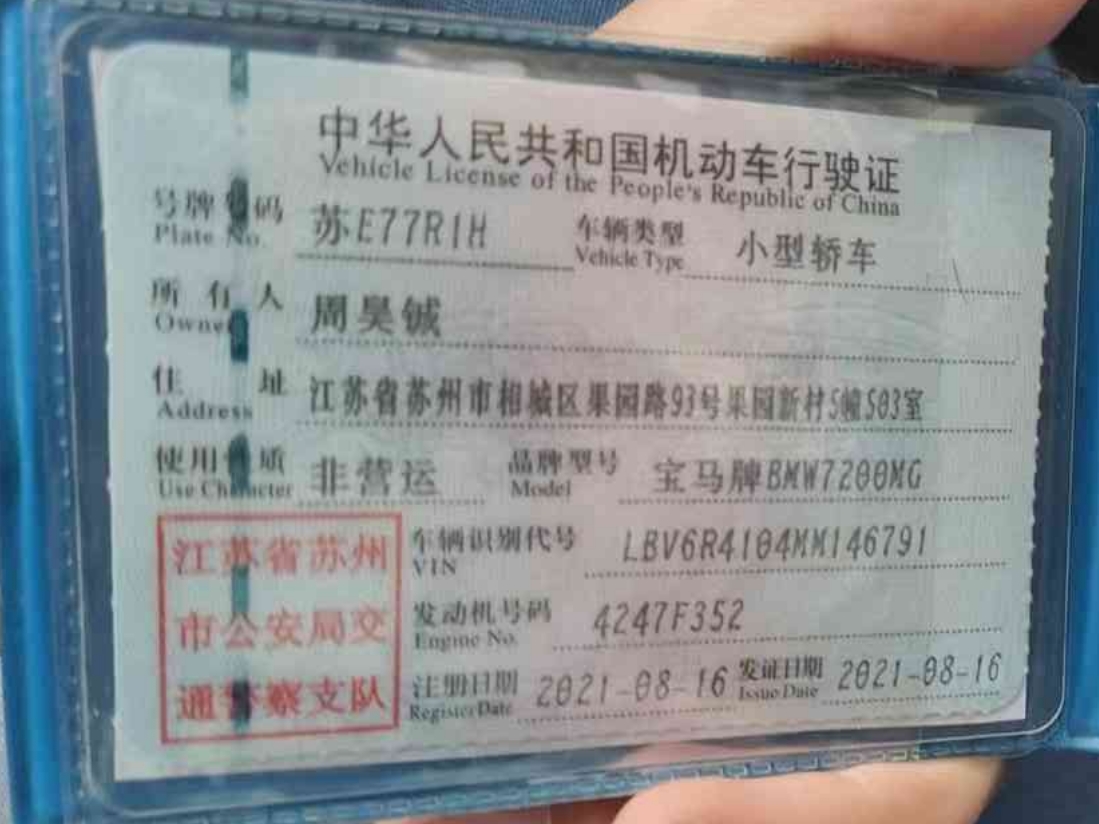 中华人民共和国机动车行驶证
Vehicle License of the People's Republic of China
号牌号码 苏E77R1H 车辆类型 小型轿车
Plate No. Vehicle Type
所有人 周昊铖
Owner
住址 江苏省苏州市相城区果园路93号果园新村5幢503室
Address
使用性质 非营运 品牌型号 宝马牌BMW7200MG
Use Character Model
江苏省苏州
市公安局交
通警察支队
车辆识别代号 LBV6R4104MM146791
VIN
发动机号码 4247F352
Engine No.
注册日期 2021-08-16 发证日期 2021-08-16
Register Date Issue Date